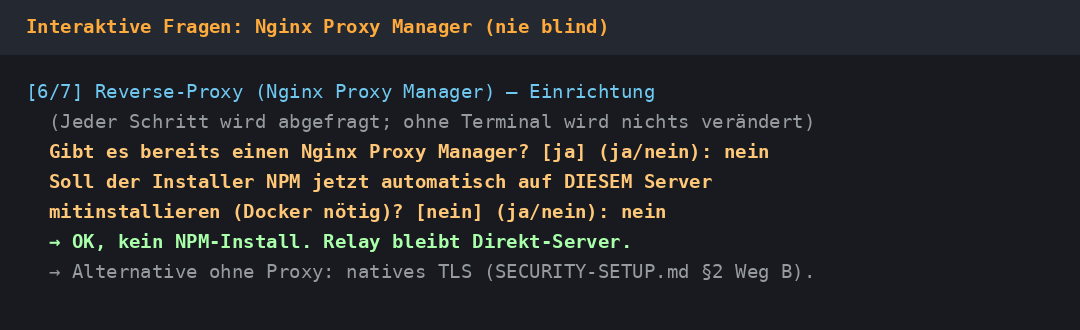 Interaktive Fragen: Nginx Proxy Manager (nie blind)
[6/7] Reverse-Proxy (Nginx Proxy Manager) — Einrichtung
(Jeder Schritt wird abgefragt; ohne Terminal wird nichts verändert)
Gibt es bereits einen Nginx Proxy Manager? [ja] (ja/nein): nein
Soll der Installer NPM jetzt automatisch auf DIESEM Server
mitinstallieren (Docker nötig)? [nein] (ja/nein): nein
→ OK, kein NPM-Install. Relay bleibt Direkt-Server.
→ Alternative ohne Proxy: natives TLS (SECURITY-SETUP.md §2 Weg B).